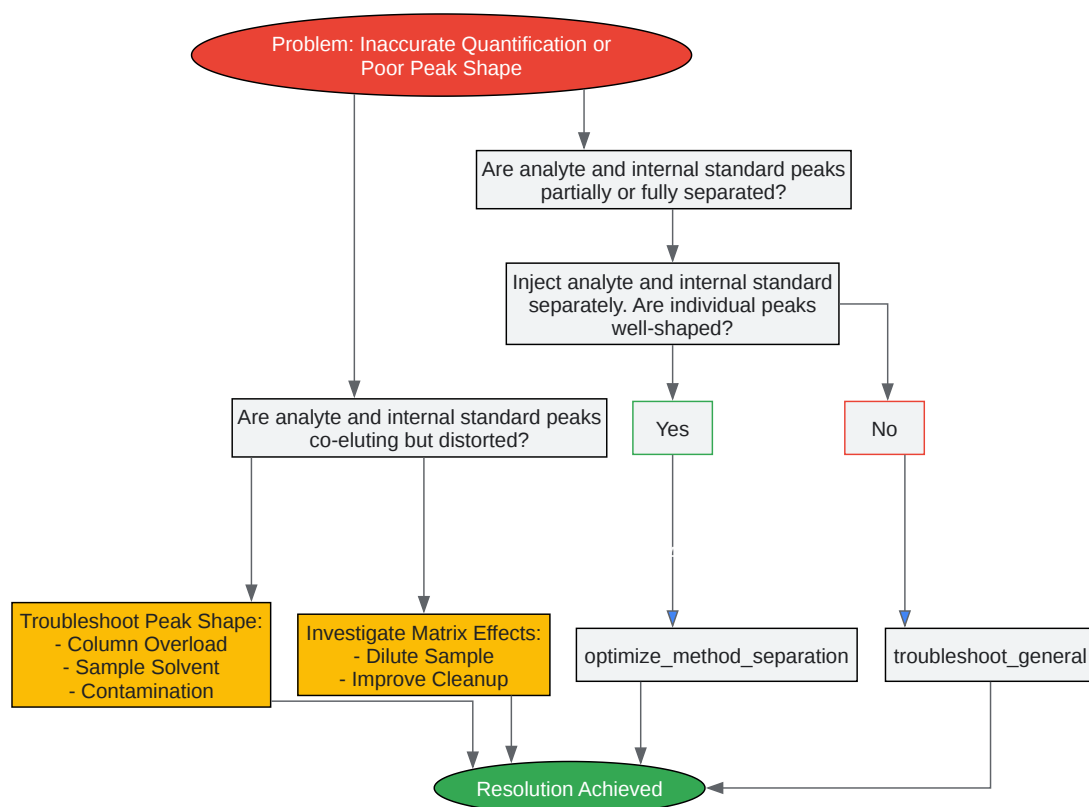 Problem: Inaccurate Quantification or
Poor Peak Shape
Are analyte and internal standard peaks
partially or fully separated?
Inject analyte and internal standard
separately. Are individual peaks
well-shaped?
Are analyte and internal standard peaks
co-eluting but distorted?
Yes
No
Troubleshoot Peak Shape:
- Column Overload
- Sample Solvent
- Contamination
Investigate Matrix Effects:
- Dilute Sample
- Improve Cleanup
optimize_method_separation
troubleshoot_general
Resolution Achieved